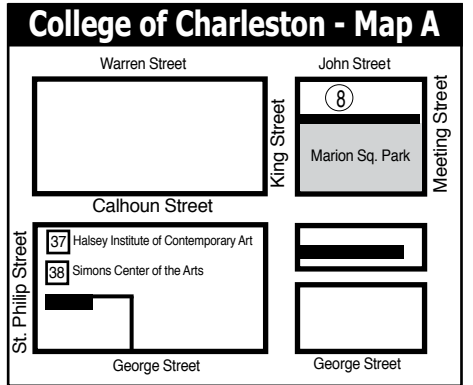 College of Charleston - Map A
Warren Street
John Street
8
King Street
Meeting Street
Marion Sq. Park
Calhoun Street
St. Philip Street
37 Halsey Institute of Contemporary Art
38 Simons Center of the Arts
George Street
George Street